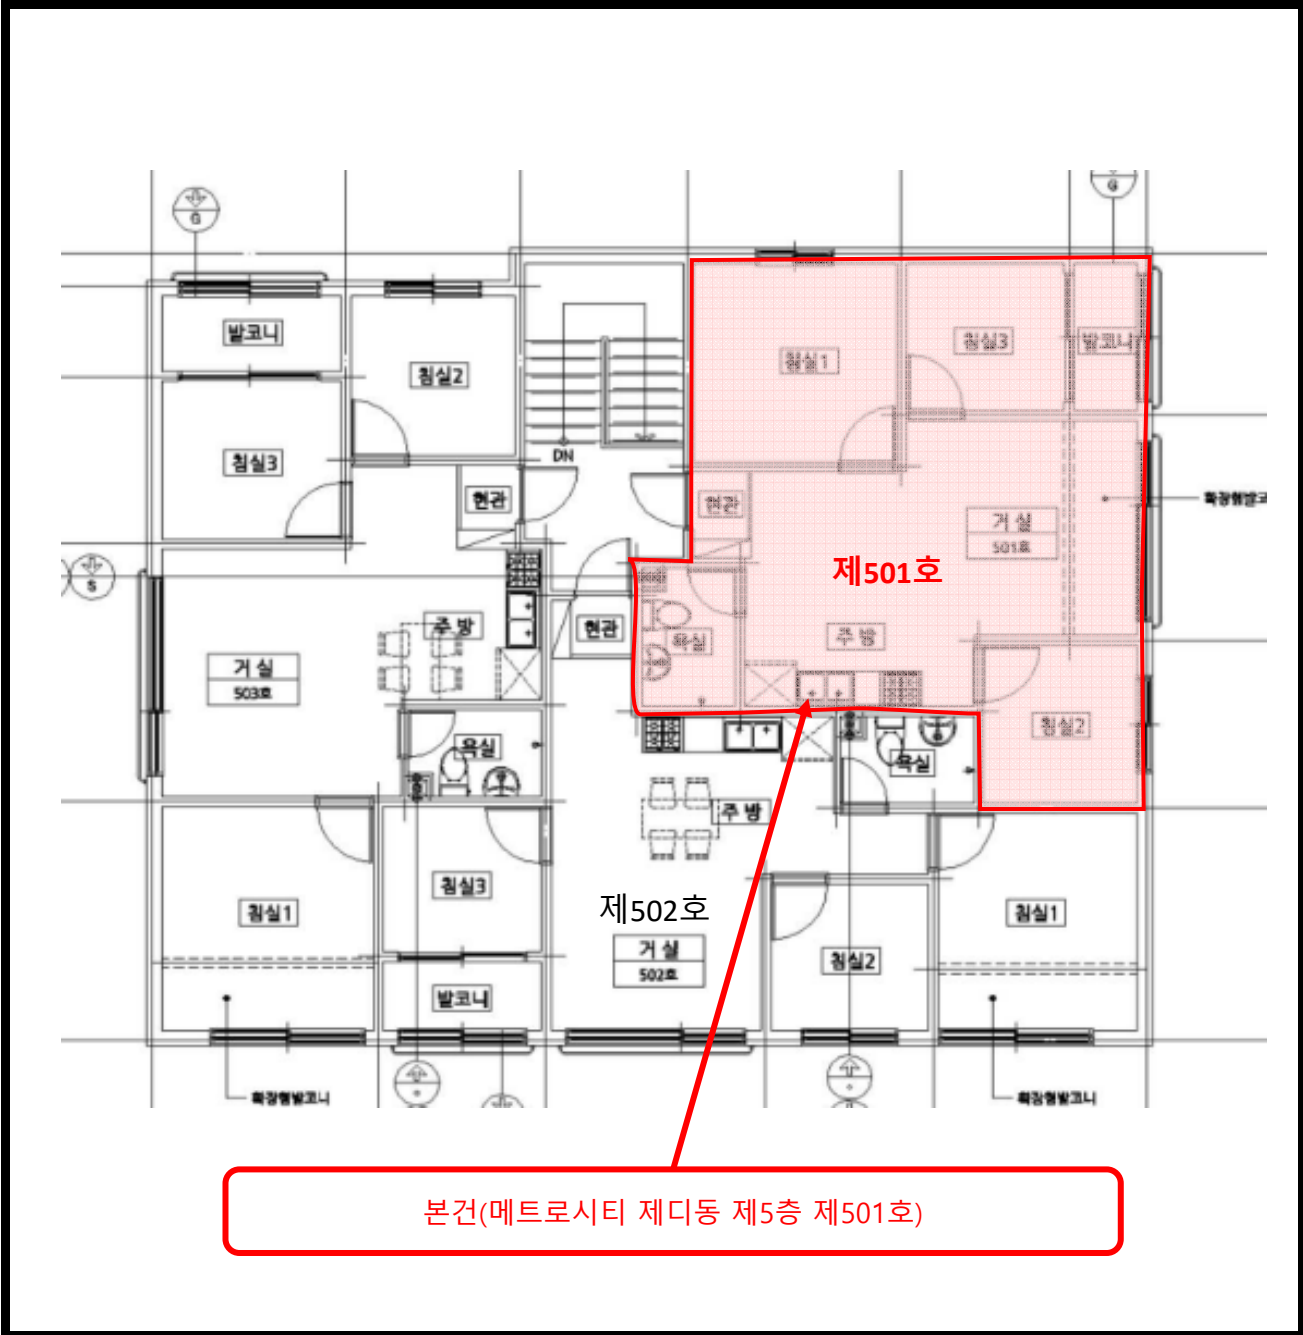 G
G
발코니
침실2
침실3
침실1
침실3
발코니
DN
현관
현관
거실
501호
확장형발코
S
제501호
주방
현관
욕실
주방
거실
503호
욕실
침실2
욕실
주방
침실3
침실1
제502호
침실1
거실
502호
침실2
발코니
확장형발코니
확장형발코니
본건(메트로시티 제디동 제5층 제501호)